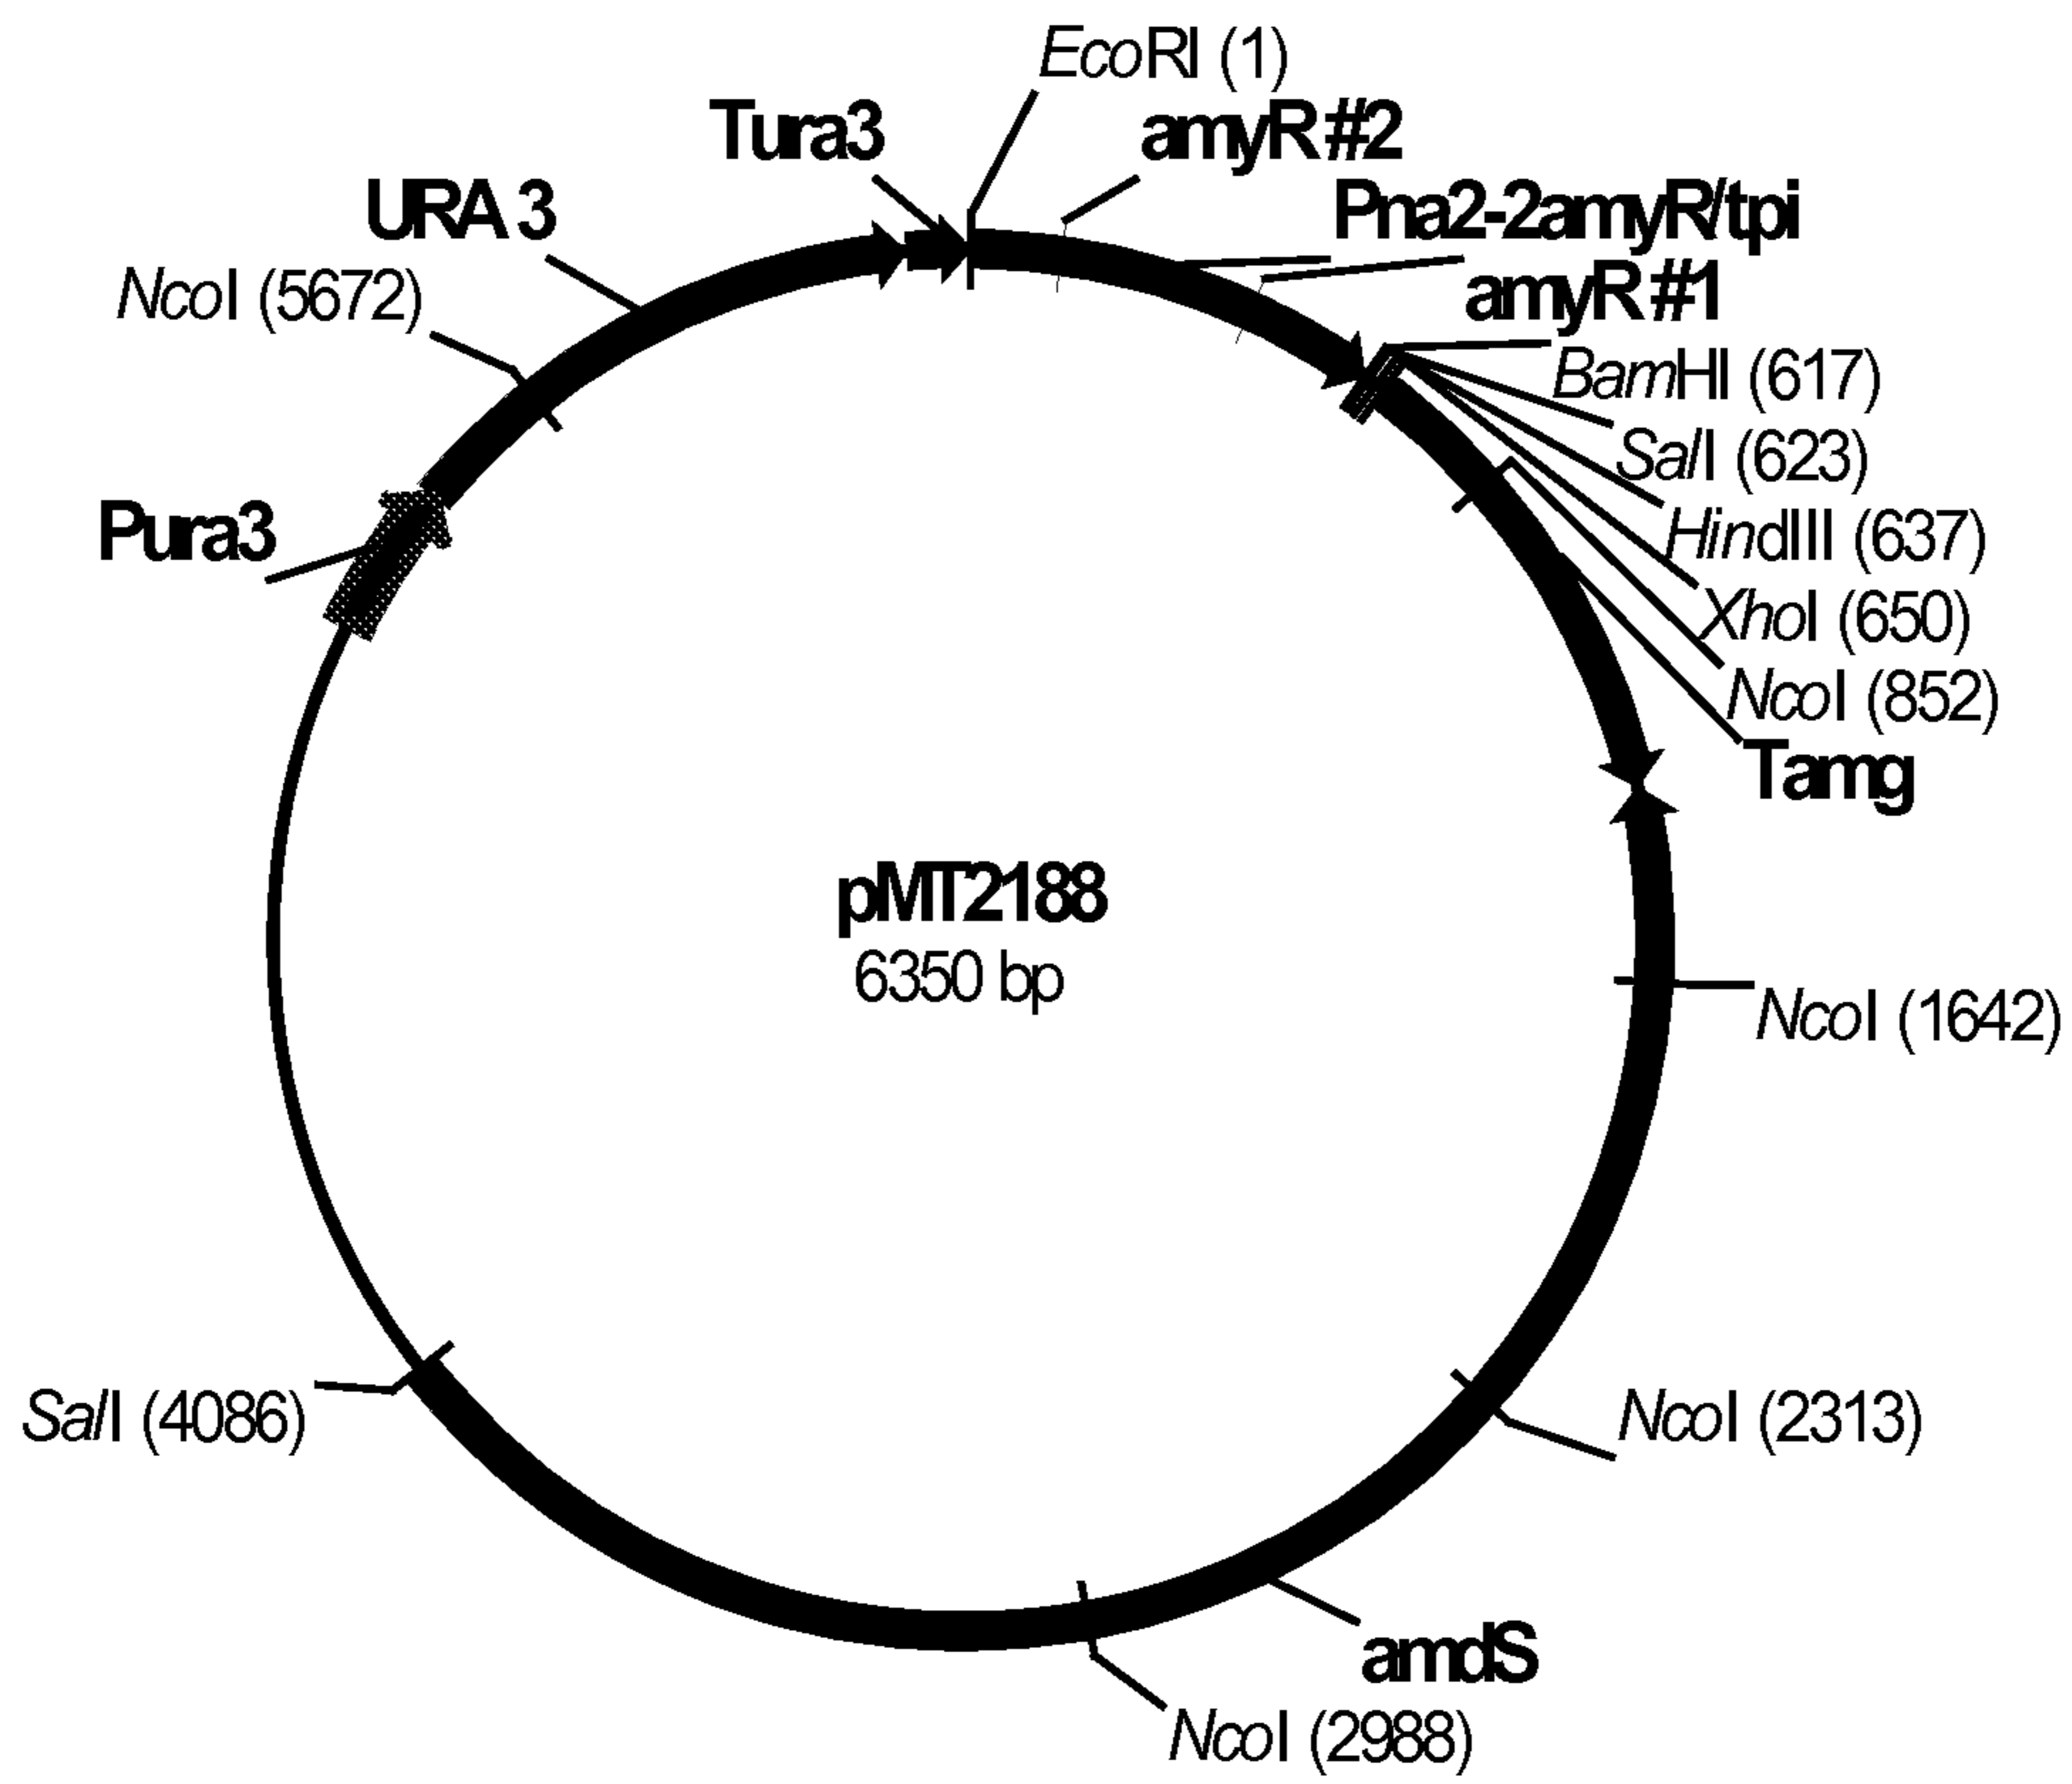 EcoRI (1)
Tura3
amyR #2
URA 3
Pna2-2amyR/tpi
NcoI (5672)
amyR #1
BamHI (617)
SalI (623)
Pura3
HindIII (637)
XhoI (650)
NcoI (852)
Tamg
pMT2188
6350 bp
NcoI (1642)
SalI (4086)
NcoI (2313)
amdS
NcoI (2988)